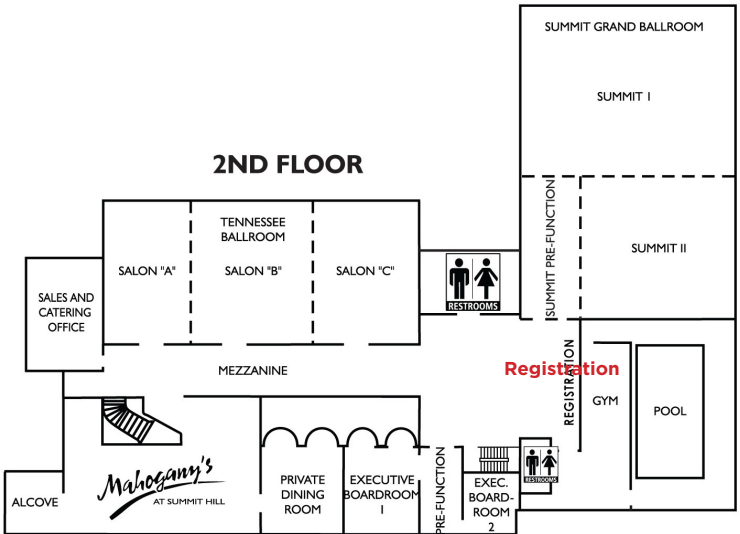 SUMMIT GRAND BALLROOM
SUMMIT I
2ND FLOOR
TENNESSEE
BALLROOM
SALON "A"
SALON "B"
SALON "C"
RESTROOMS
SUMMIT PRE-FUNCTION
SUMMIT II
SALES AND
CATERING
OFFICE
MEZZANINE
Registration
REGISTRATION
GYM
POOL
Mahogany's
AT SUMMIT HILL
ALCOVE
PRIVATE
DINING
ROOM
EXECUTIVE
BOARDROOM
I
PRE-FUNCTION
EXEC.
BOARD-
ROOM
2
RESTROOMS